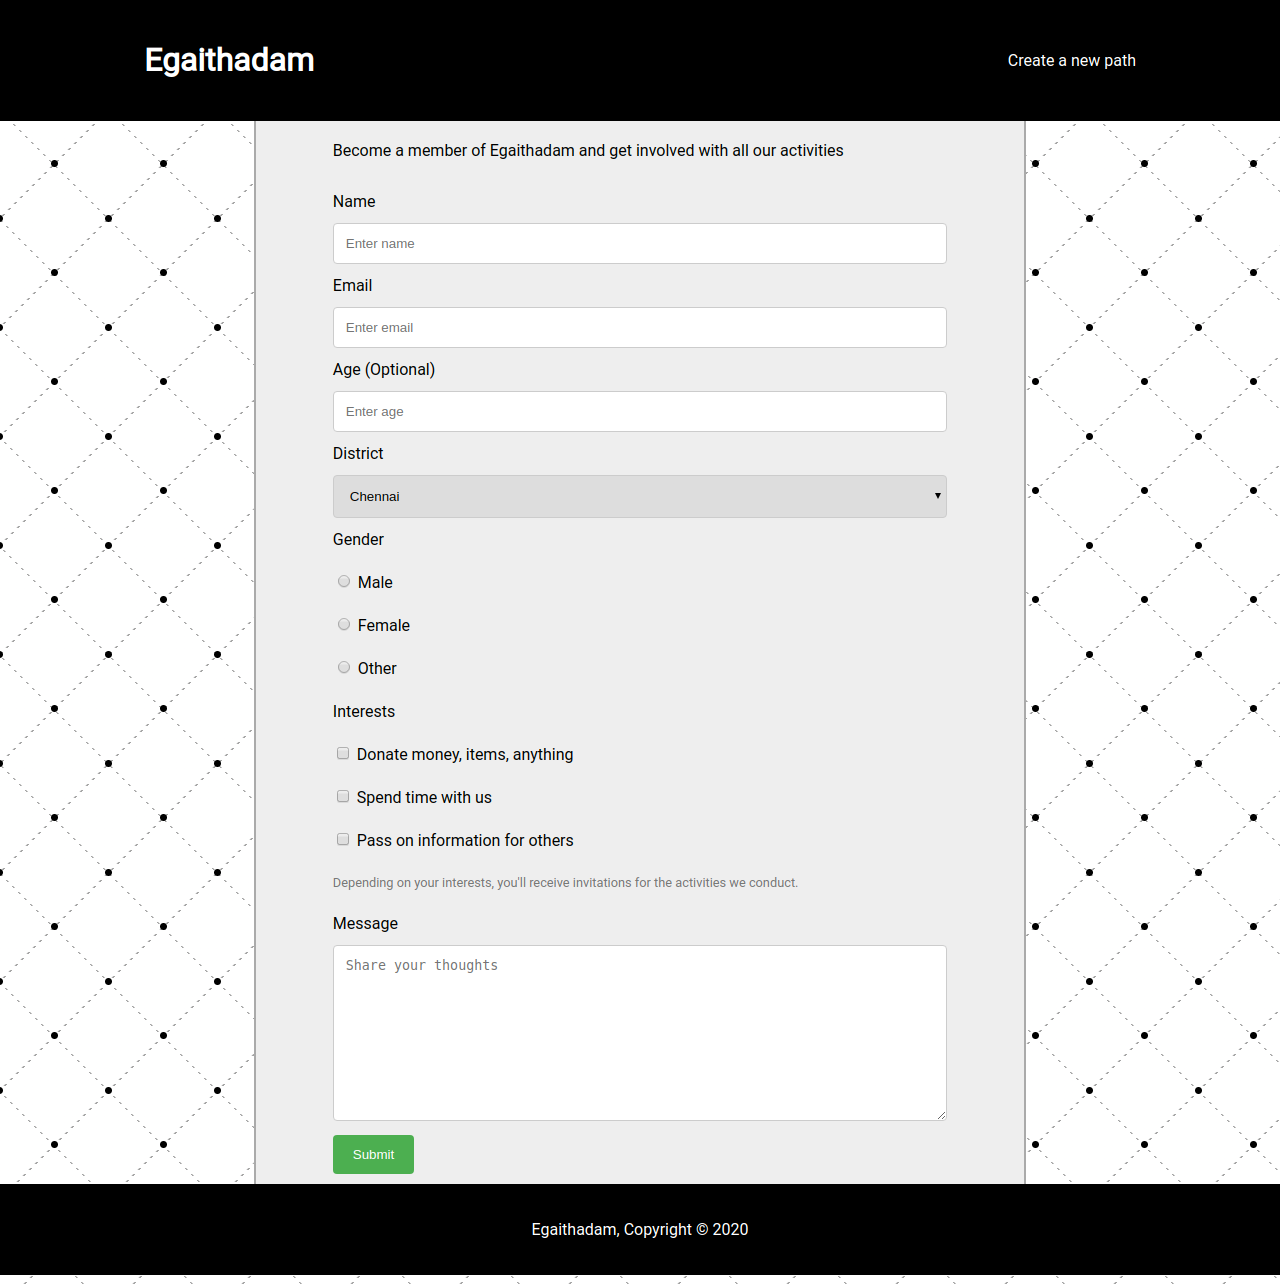 Egaithadam
Create a new path
Become a member of Egaithadam and get involved with all our activities
Name
Enter name
Email
Enter email
Age (Optional)
Enter age
District
Chennai
Gender
Male
Female
Other
Interests
Donate money, items, anything
Spend time with us
Pass on information for others
Depending on your interests, you'll receive invitations for the activities we conduct.
Message
Share your thoughts
Submit
Egaithadam, Copyright © 2020